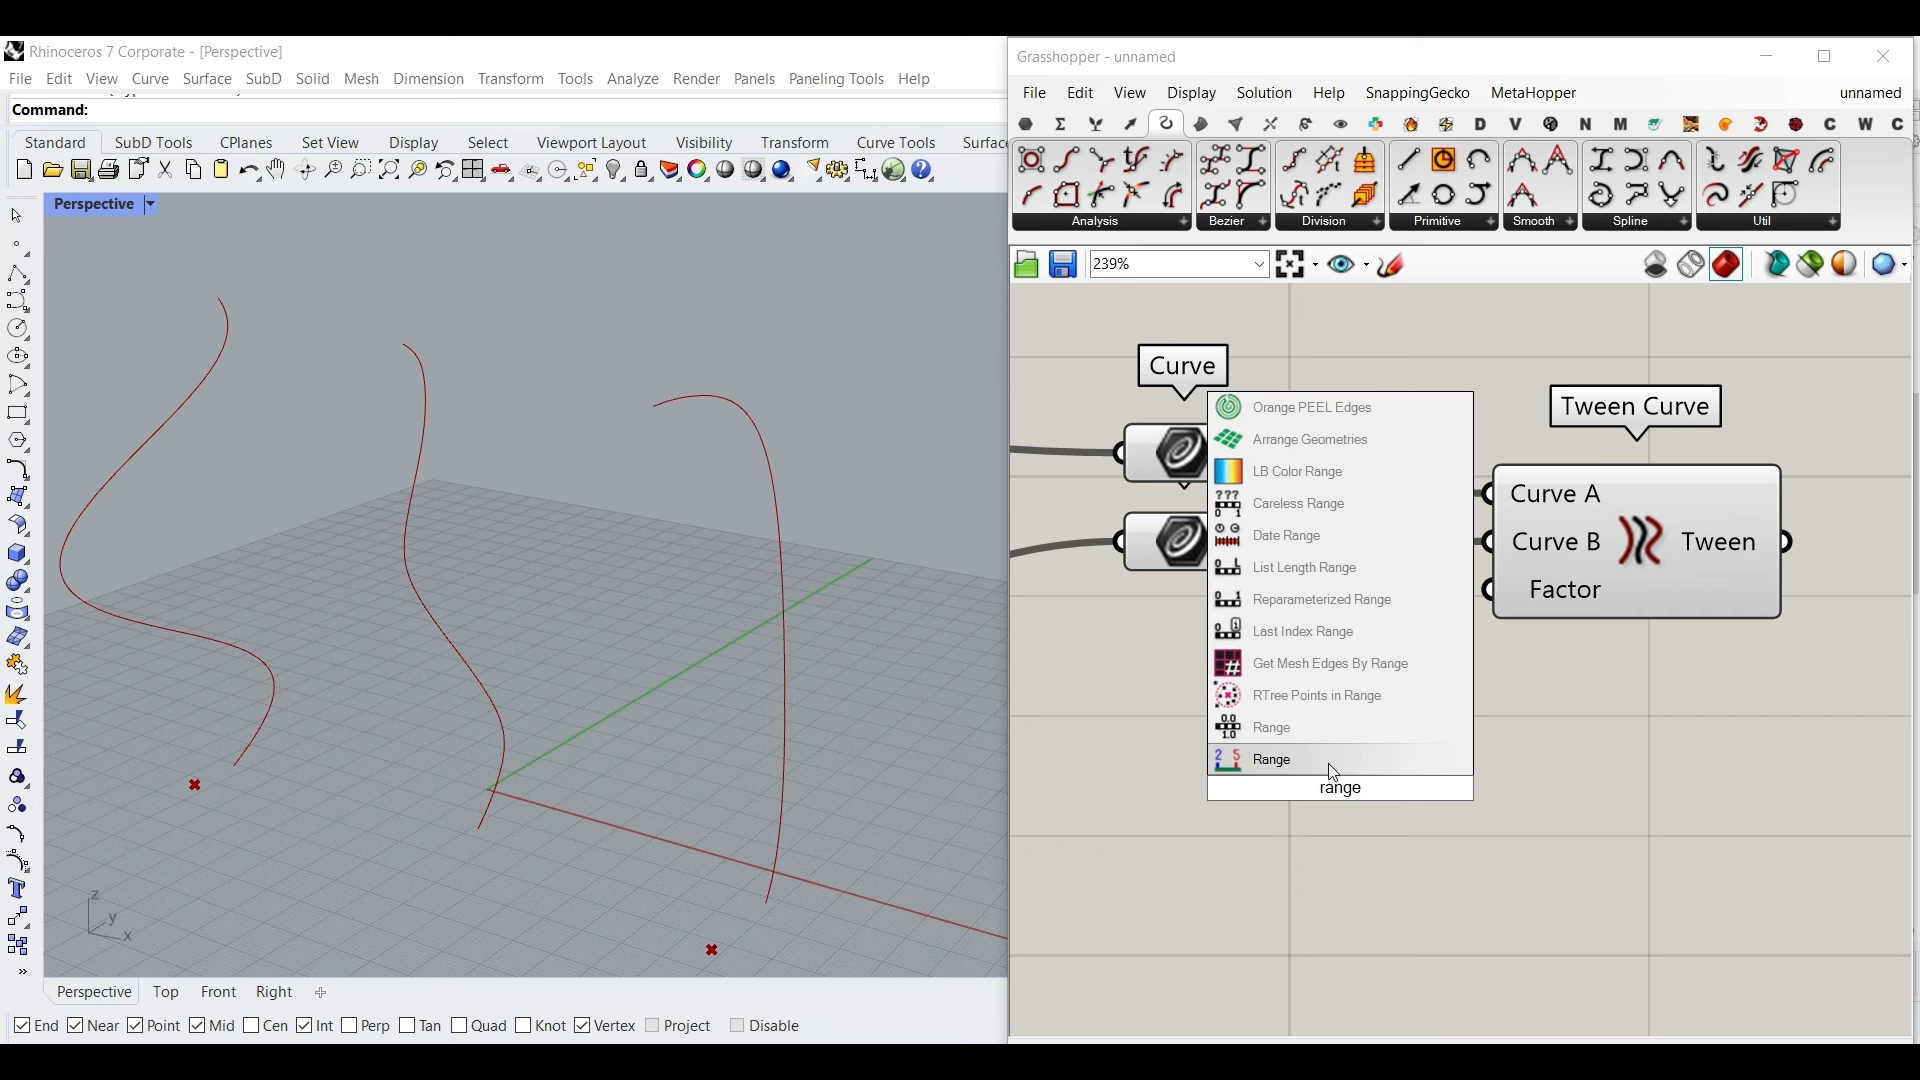 Rhinoceros 7 Corporate - [Perspective]
File Edit View Curve Surface SubD Solid Mesh Dimension Transform Tools Analyze Render Panels Paneling Tools Help
Command:
Standard SubD Tools CPlanes Set View Display Select Viewport Layout Visibility Transform Curve Tools Surfac
Perspective
z
y
x
Perspective Top Front Right
End Near Point Mid Cen Int Perp Tan Quad Knot Vertex Project Disable
Grasshopper - unnamed
File Edit View Display Solution Help SnappingGecko MetaHopper unnamed
D V N M C W C
Analysis Bezier Division Primitive Smooth Spline Util
239%
Curve
Tween Curve
Curve A
Curve B
Factor
Tween
Orange PEEL Edges
Arrange Geometries
LB Color Range
Careless Range
Date Range
List Length Range
Reparameterized Range
Last Index Range
Get Mesh Edges By Range
RTree Points in Range
Range
Range
range